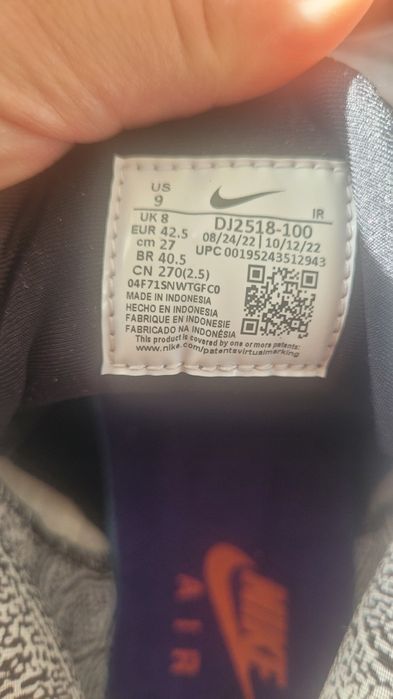 US
9
UK 8
EUR 42.5
cm 27
BR 40.5
CN 270(2.5)
IR
DJ2518-100
08/24/22 | 10/12/22
UPC 00195243512943
04F71SNWTGFC0
MADE IN INDONESIA
HECHO EN INDONESIA
FABRIQUE EN INDONESIE
FABRICADO NA INDONÉSIA
This product is covered by one or more patents:
www.nike.com/patentsvirtualmarking
NIKE
AIR